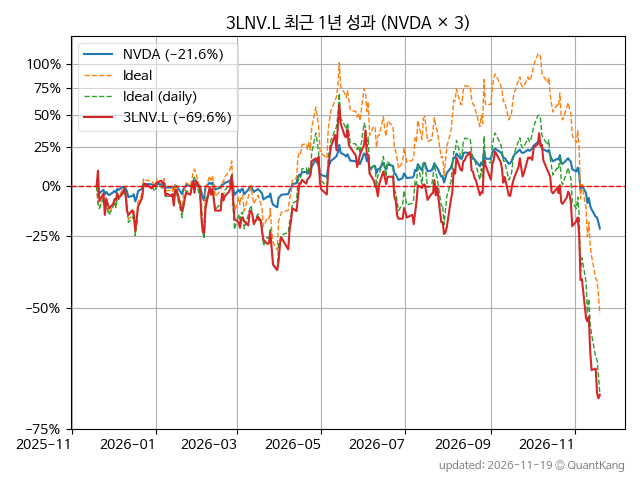 3LNV.L 최근 1년 성과 (NVDA × 3)
NVDA (−21.6%)
Ideal
Ideal (daily)
3LNV.L (−69.6%)
100%
75%
50%
25%
0%
−25%
−50%
−75%
2025-11 2026-01 2026-03 2026-05 2026-07 2026-09 2026-11
updated: 2026-11-19 © QuantKang